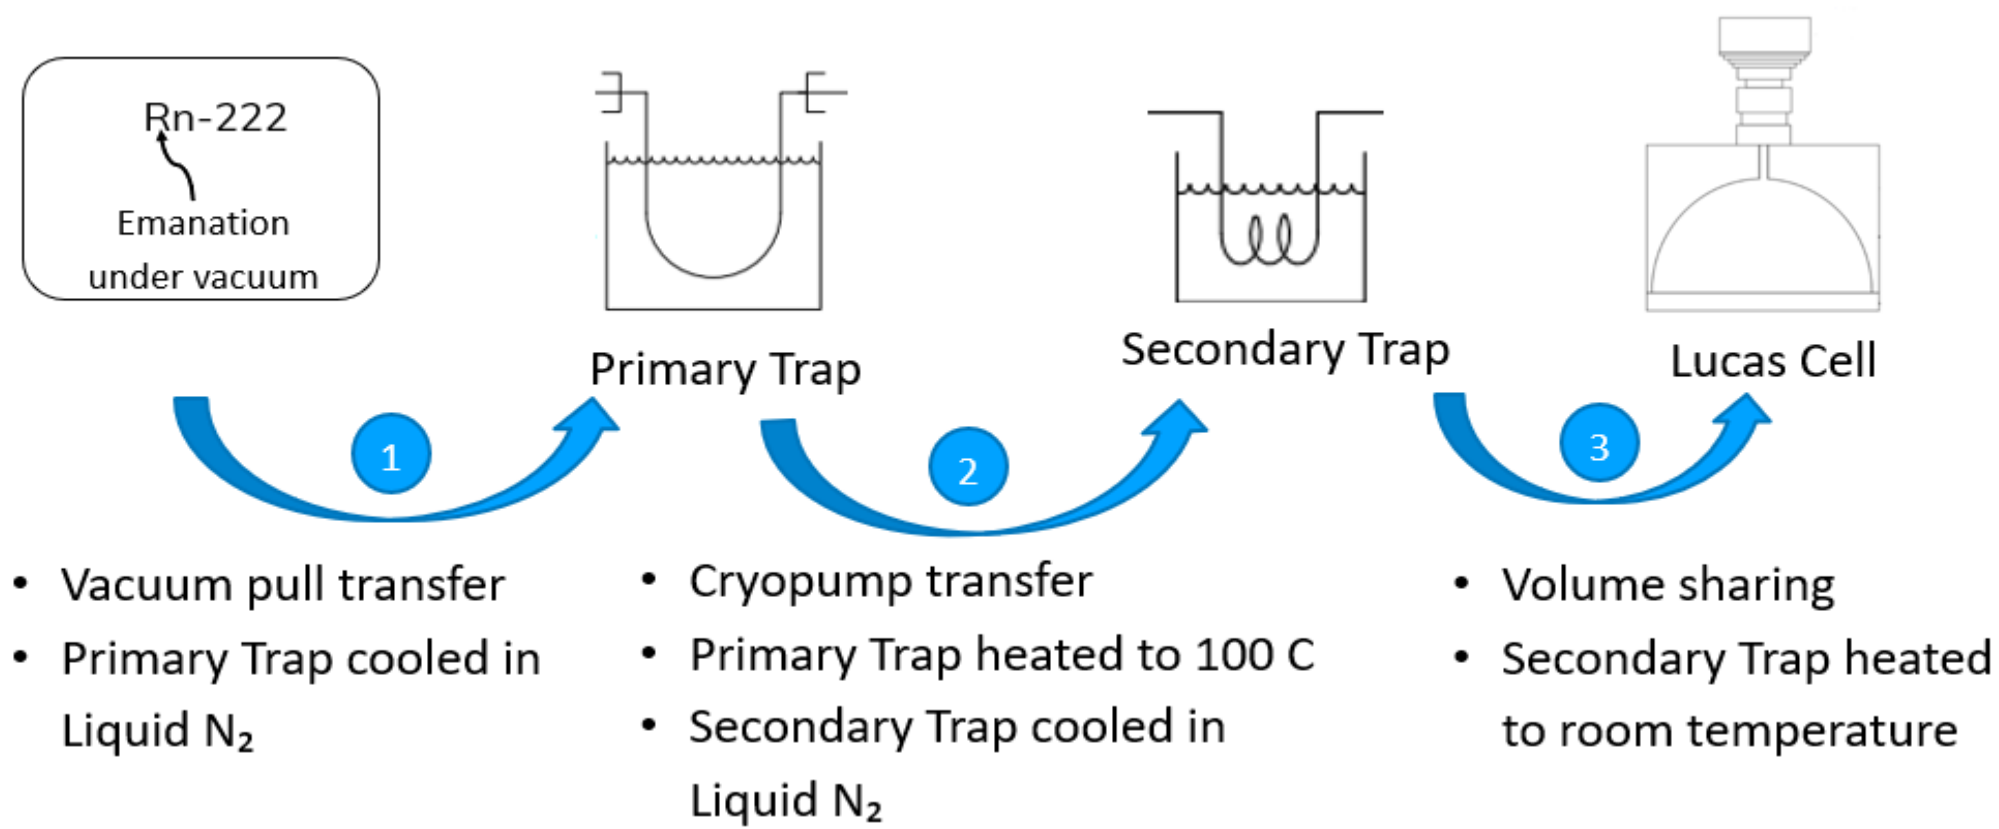 Rn-222
Emanation
under vacuum
Primary Trap
Secondary Trap
Lucas Cell
1
2
3
• Vacuum pull transfer
• Primary Trap cooled in
Liquid N₂
• Cryopump transfer
• Primary Trap heated to 100 C
• Secondary Trap cooled in
Liquid N₂
• Volume sharing
• Secondary Trap heated
to room temperature